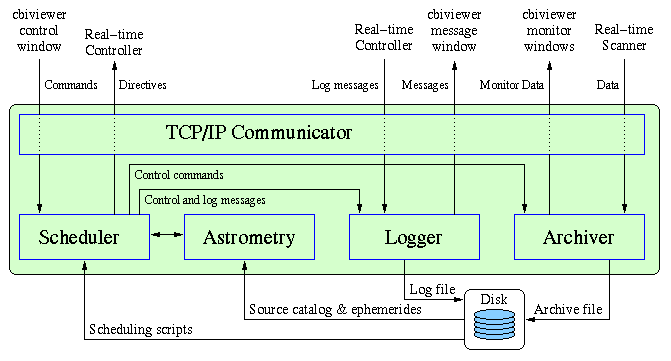 cbiviewer
control
window
Real-time
Controller
Real-time
Controller
cbiviewer
message
window
cbiviewer
monitor
windows
Real-time
Scanner
Commands
Directives
Log messages
Messages
Monitor Data
Data
TCP/IP Communicator
Control commands
Control and log messages
Scheduler
Astrometry
Logger
Archiver
Log file
Disk
Source catalog & ephemerides
Archive file
Scheduling scripts